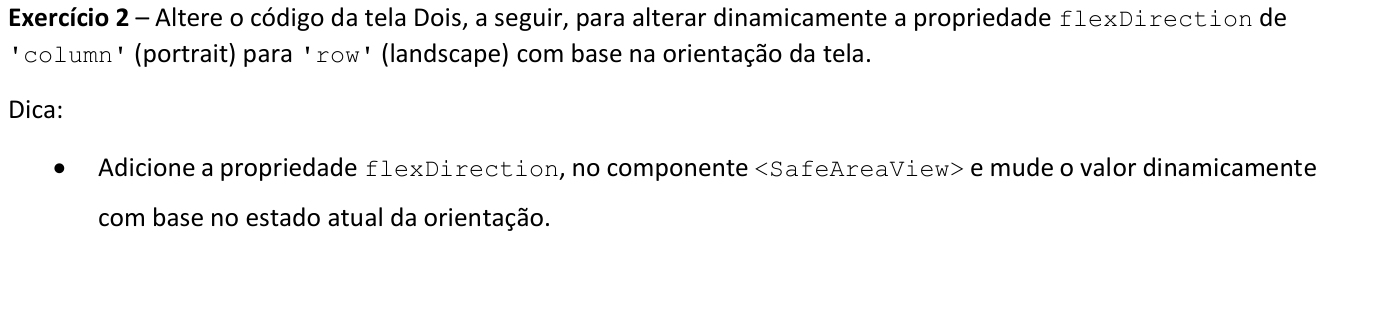 Exercício 2 – Altere o código da tela Dois, a seguir, para alterar dinamicamente a propriedade flexDirection de
'column' (portrait) para 'row' (landscape) com base na orientação da tela.
Dica:
• Adicione a propriedade flexDirection, no componente <SafeAreaView> e mude o valor dinamicamente
com base no estado atual da orientação.